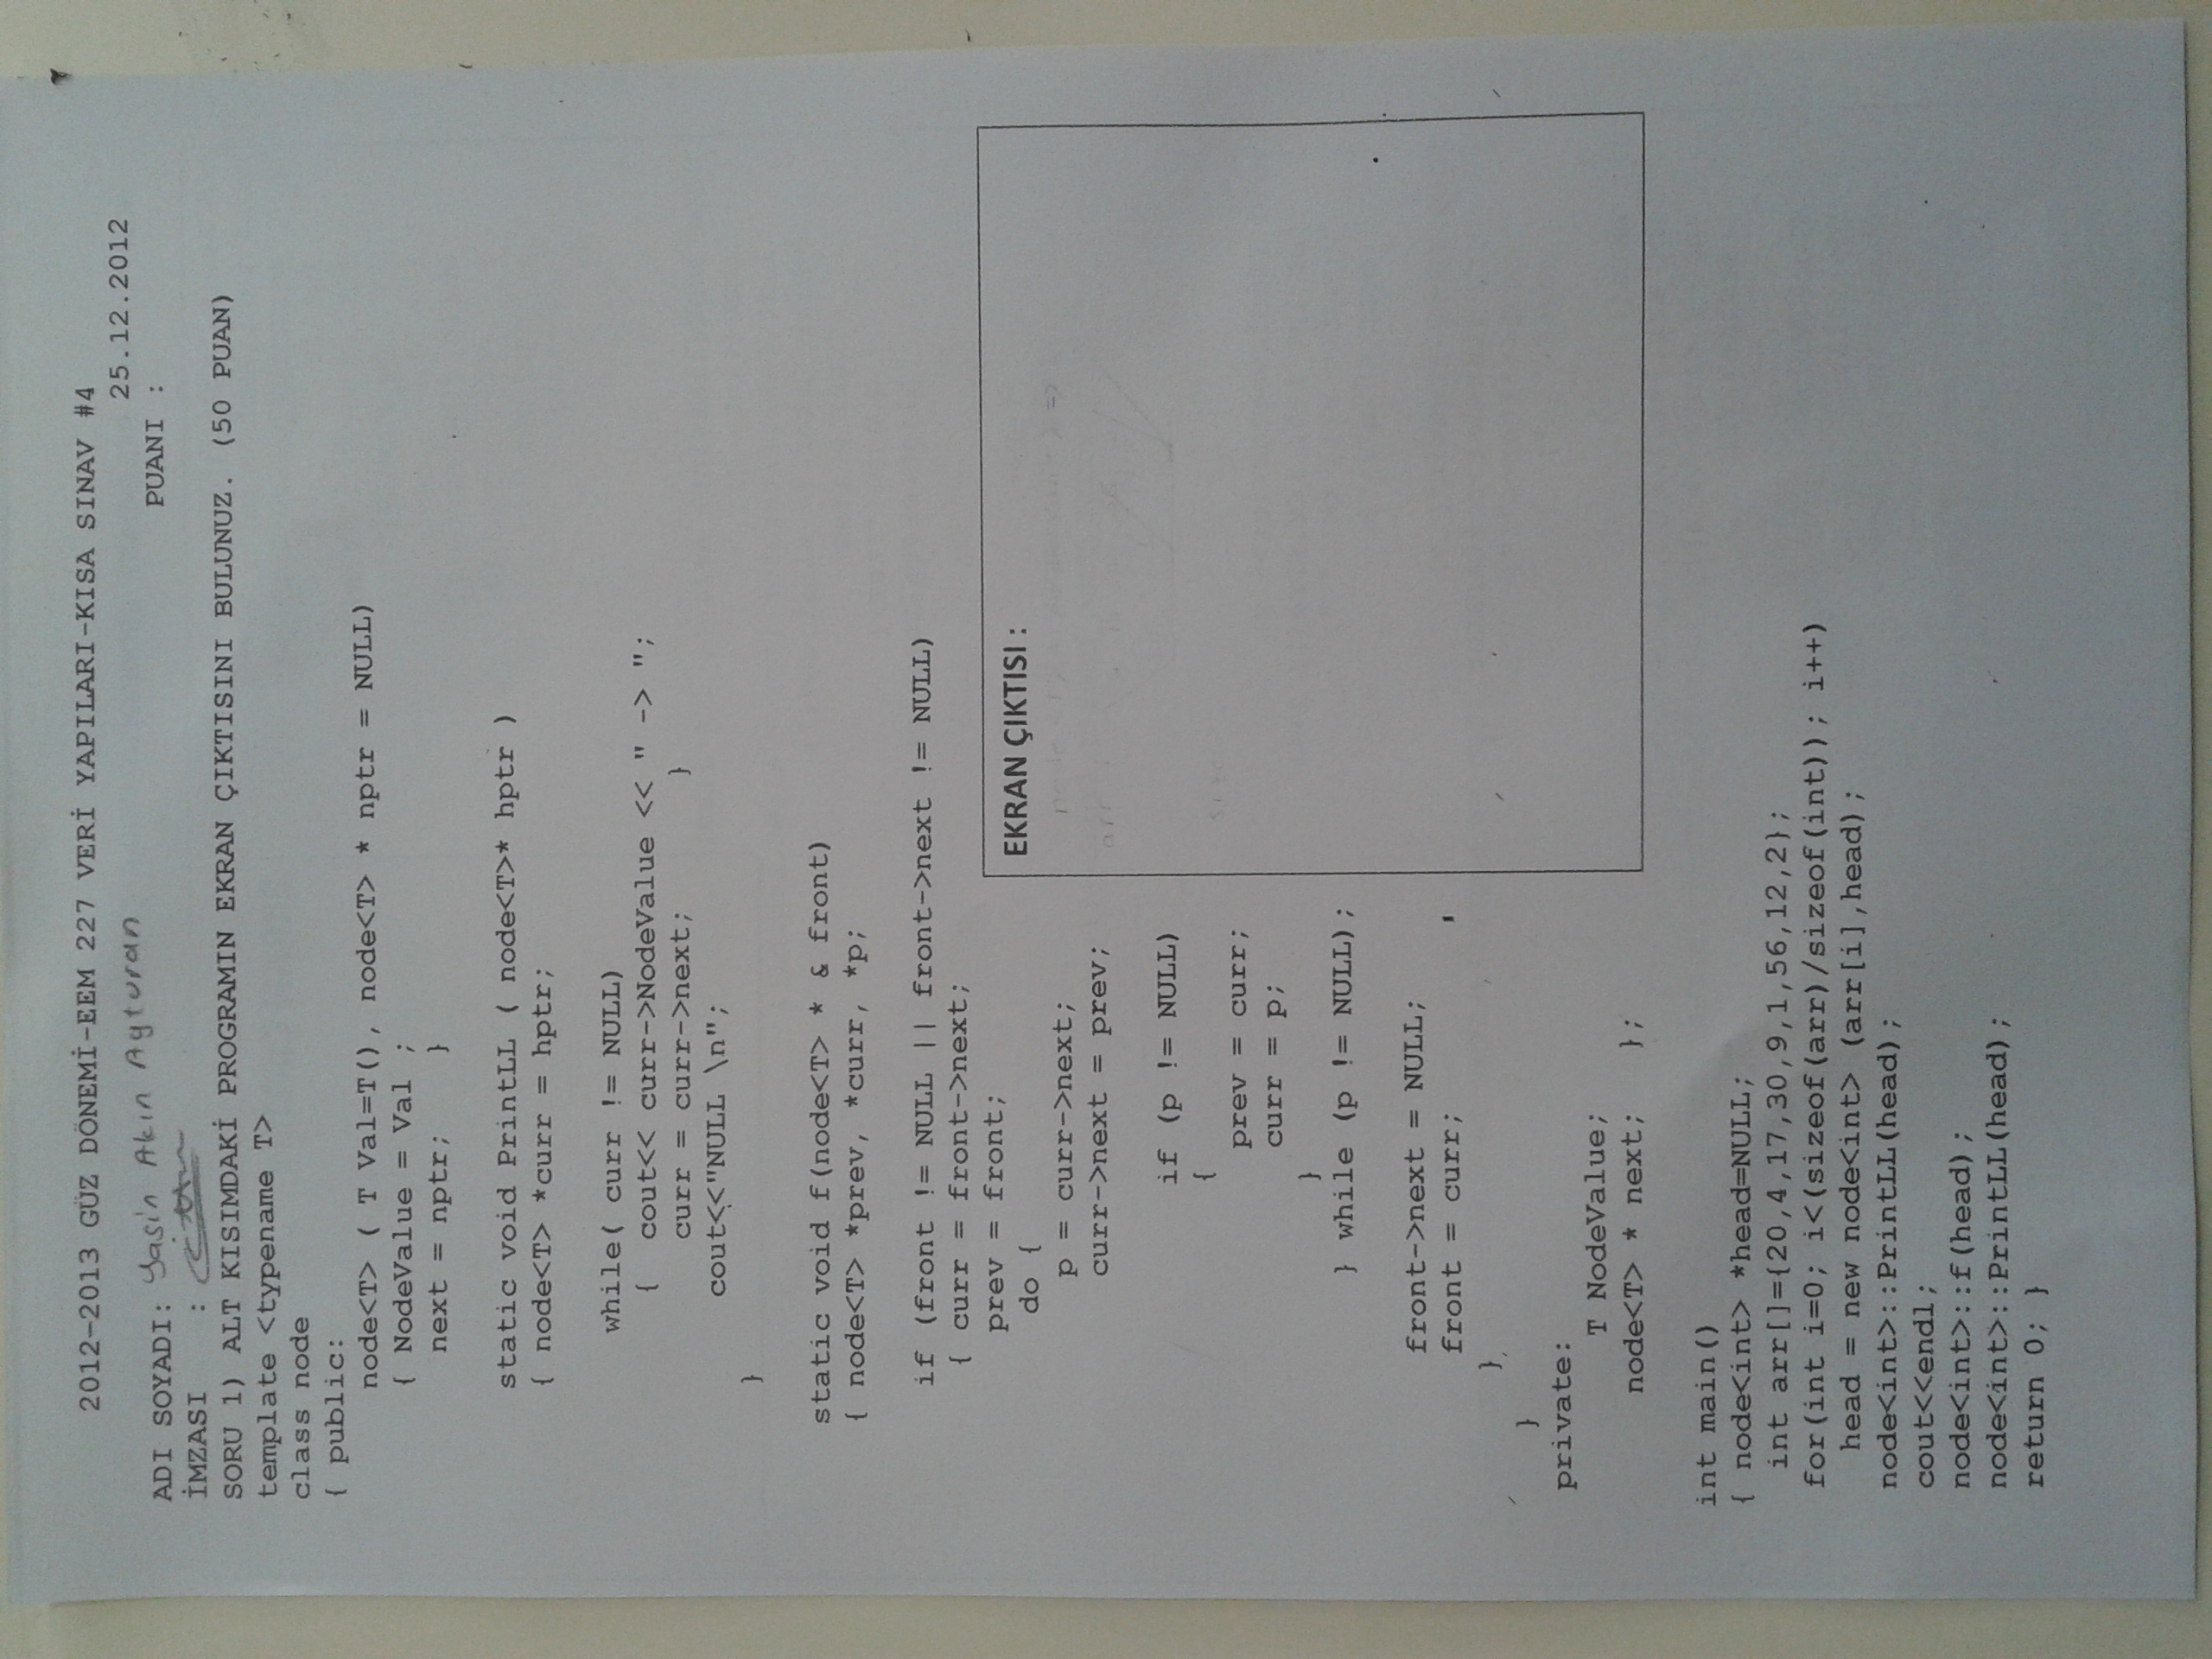 2012-2013 GÜZ DÖNEMİ-EEM 227 VERİ YAPILARI-KISA SINAV #4
25.12.2012
ADI SOYADI: Yasin Akın Ayturan
PUANI :
İMZASI :
SORU 1) ALT KISIMDAKİ PROGRAMIN EKRAN ÇIKTISINI BULUNUZ. (50 PUAN)
template <typename T>
class node
{ public:
node<T> ( T Val=T(), node<T> * nptr = NULL)
{ NodeValue = Val ;
next = nptr; }
static void PrintLL ( node<T>* hptr )
{ node<T> *curr = hptr;
while( curr != NULL)
{ cout<< curr->NodeValue << " -> ";
curr = curr->next; }
cout<<"NULL \n";
}
static void f(node<T> * & front)
{ node<T> *prev, *curr, *p;
if (front != NULL || front->next != NULL)
{ curr = front->next;
prev = front;
do {
p = curr->next;
curr->next = prev;
if (p != NULL)
{
prev = curr;
curr = p;
}
} while (p != NULL);
front->next = NULL;
front = curr;
}
}
private:
T NodeValue;
node<T> * next; };
EKRAN ÇIKTISI :
arr
int main()
{ node<int> *head=NULL;
int arr[]={20,4,17,30,9,1,56,12,2};
for(int i=0; i<(sizeof(arr)/sizeof(int)); i++)
head = new node<int> (arr[i],head);
node<int>::PrintLL(head);
cout<<endl;
node<int>::f(head);
node<int>::PrintLL(head);
return 0; }